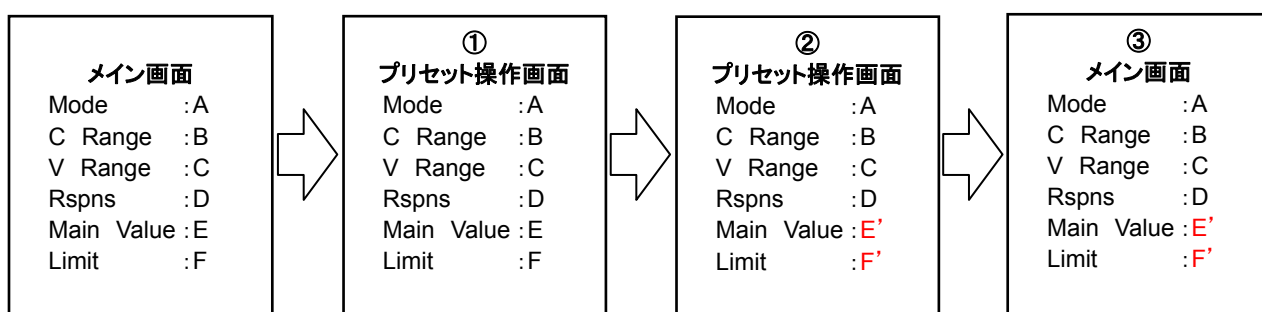 メイン画面
Mode :A
C Range :B
V Range :C
Rspns :D
Main Value :E
Limit :F
①
プリセット操作画面
Mode :A
C Range :B
V Range :C
Rspns :D
Main Value :E
Limit :F
②
プリセット操作画面
Mode :A
C Range :B
V Range :C
Rspns :D
Main Value :E’
Limit :F’
③
メイン画面
Mode :A
C Range :B
V Range :C
Rspns :D
Main Value :E’
Limit :F’